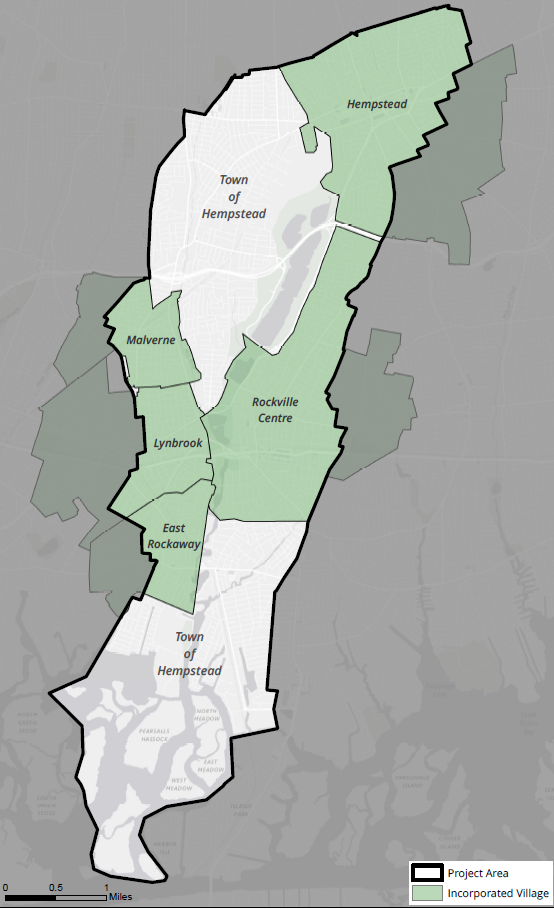 Hempstead
Town
of
Hempstead
Malverne
Rockville
Centre
Lynbrook
East
Rockaway
Town
of
Hempstead
NORTH
MEADOW
PEARSALLS
HASSOCK
EAST
MEADOW
WEST
MEADOW
Project Area
Incorporated Village
0 0.5 1
Miles